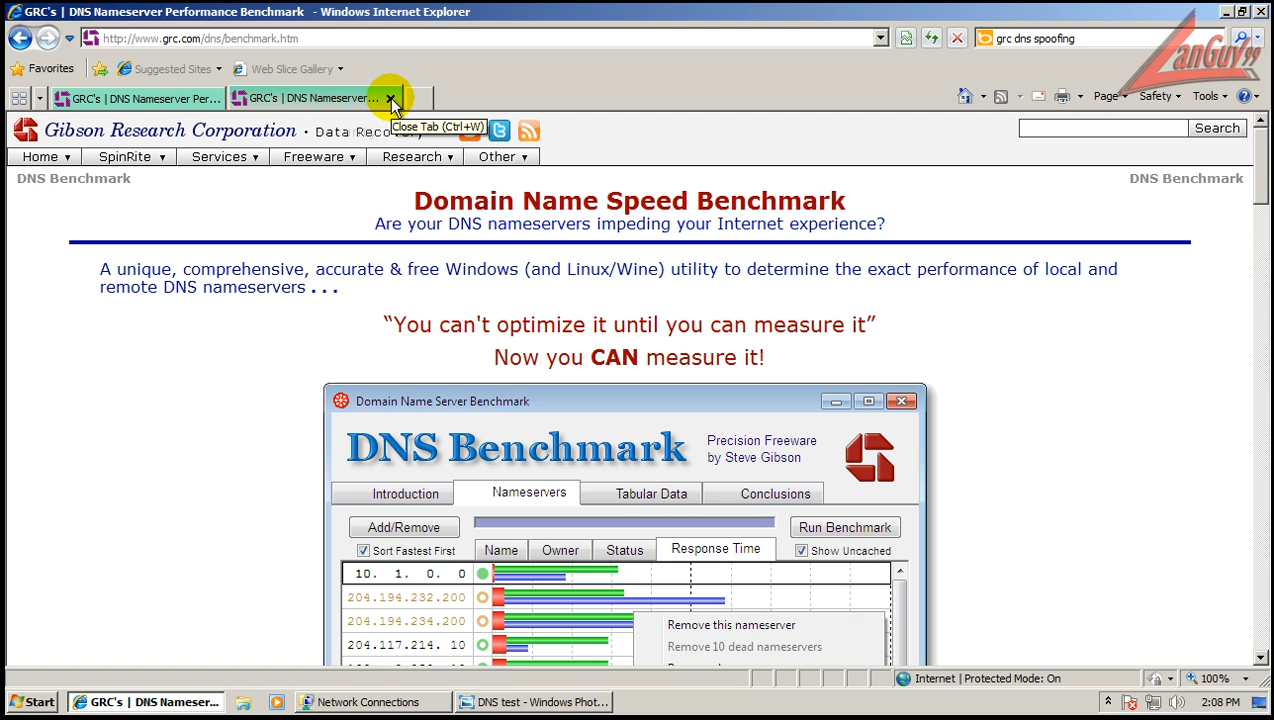 GRC's | DNS Nameserver Performance Benchmark - Windows Internet Explorer
http://www.grc.com/dns/benchmark.htm
grc dns spoofing
LanGuy99
Favorites
Suggested Sites
Web Slice Gallery
GRC's | DNS Nameserver Per...
GRC's | DNS Nameserver...
Page
Safety
Tools
Close Tab (Ctrl+W)
Gibson Research Corporation · Data Recovery
Search
Home
SpinRite
Services
Freeware
Research
Other
DNS Benchmark
DNS Benchmark
Domain Name Speed Benchmark
Are your DNS nameservers impeding your Internet experience?
A unique, comprehensive, accurate & free Windows (and Linux/Wine) utility to determine the exact performance of local and
remote DNS nameservers . . .
“You can't optimize it until you can measure it”
Now you CAN measure it!
Domain Name Server Benchmark
DNS Benchmark
Precision Freeware
by Steve Gibson
Introduction
Nameservers
Tabular Data
Conclusions
Add/Remove
Run Benchmark
Sort Fastest First
Name
Owner
Status
Response Time
Show Uncached
10. 1. 0. 0
204.194.232.200
204.194.234.200
Remove this nameserver
204.117.214. 10
Remove 10 dead nameservers
Internet | Protected Mode: On
100%
Start
GRC's | DNS Nameser...
Network Connections
DNS test - Windows Phot...
2:08 PM